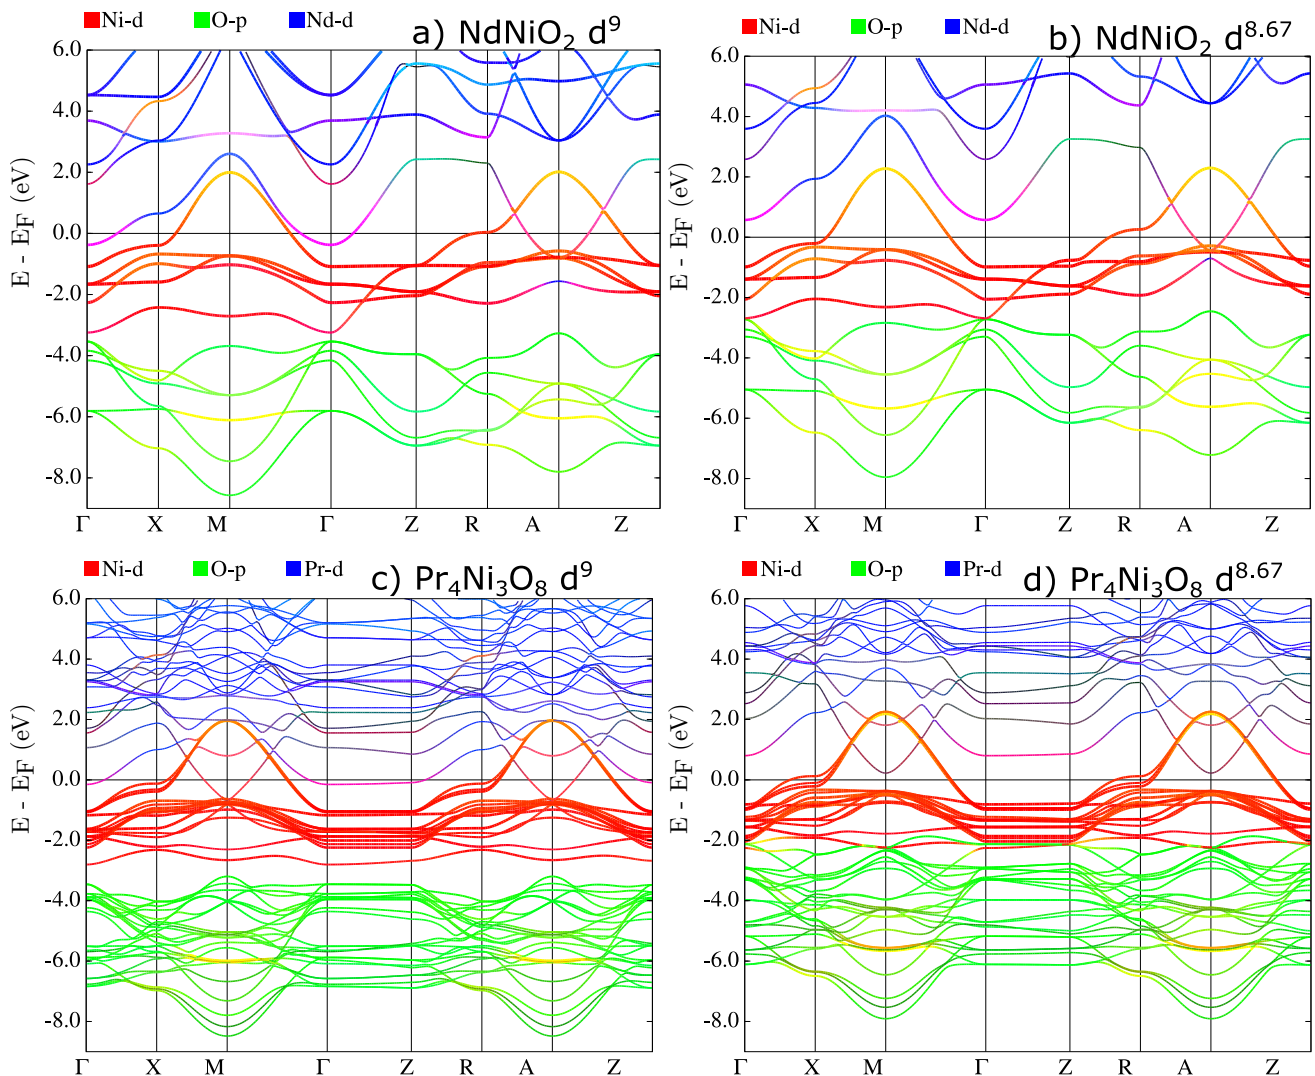 Ni-d O-p Nd-d
a) NdNiO₂ d⁹
6.0
4.0
2.0
0.0
-2.0
-4.0
-6.0
-8.0
E - E_F (eV)
Γ X M Γ Z R A Z
Ni-d O-p Nd-d
b) NdNiO₂ d⁸·⁶⁷
6.0
4.0
2.0
0.0
-2.0
-4.0
-6.0
-8.0
E - E_F (eV)
Γ X M Γ Z R A Z
Ni-d O-p Pr-d
c) Pr₄Ni₃O₈ d⁹
6.0
4.0
2.0
0.0
-2.0
-4.0
-6.0
-8.0
E - E_F (eV)
Γ X M Γ Z R A Z
Ni-d O-p Pr-d
d) Pr₄Ni₃O₈ d⁸·⁶⁷
6.0
4.0
2.0
0.0
-2.0
-4.0
-6.0
-8.0
E - E_F (eV)
Γ X M Γ Z R A Z